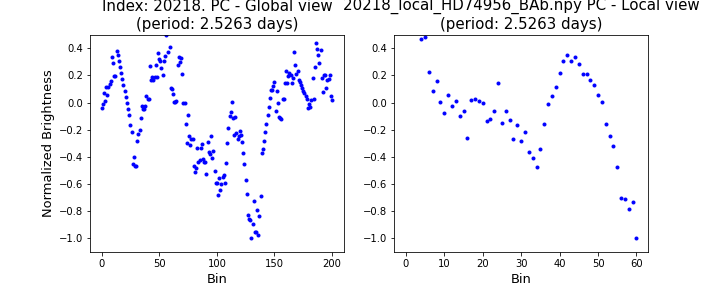 Index: 20218. PC - Global view
(period: 2.5263 days)
20218_local_HD74956_BAb.npy PC - Local view
(period: 2.5263 days)
Normalized Brightness
0.4
0.2
0.0
−0.2
−0.4
−0.6
−0.8
−1.0
0 50 100 150 200
Bin
0.4
0.2
0.0
−0.2
−0.4
−0.6
−0.8
−1.0
0 10 20 30 40 50 60
Bin